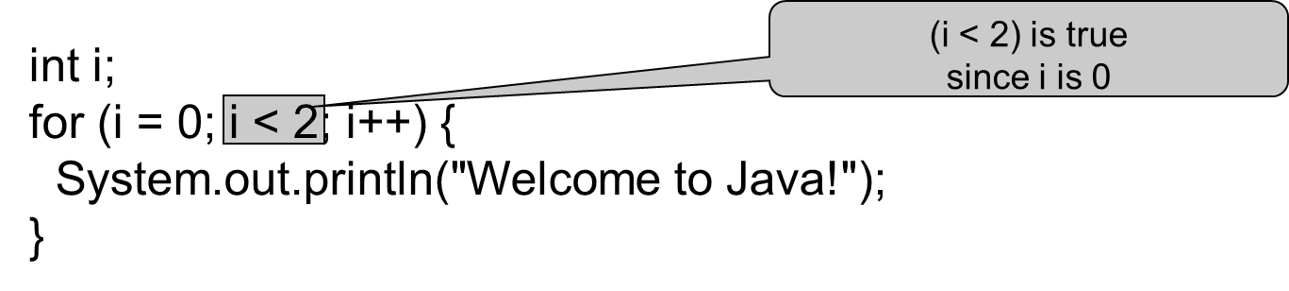 (i < 2) is true
since i is 0
int i;
for (i = 0; i < 2; i++) {
System.out.println("Welcome to Java!");
}